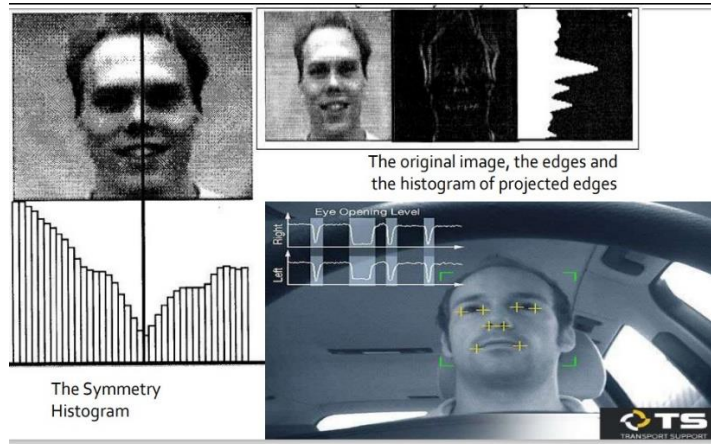 The original image, the edges and
the histogram of projected edges
Eye Opening Level
Right
Left
The Symmetry
Histogram
TS
TRANSPORT SUPPORT